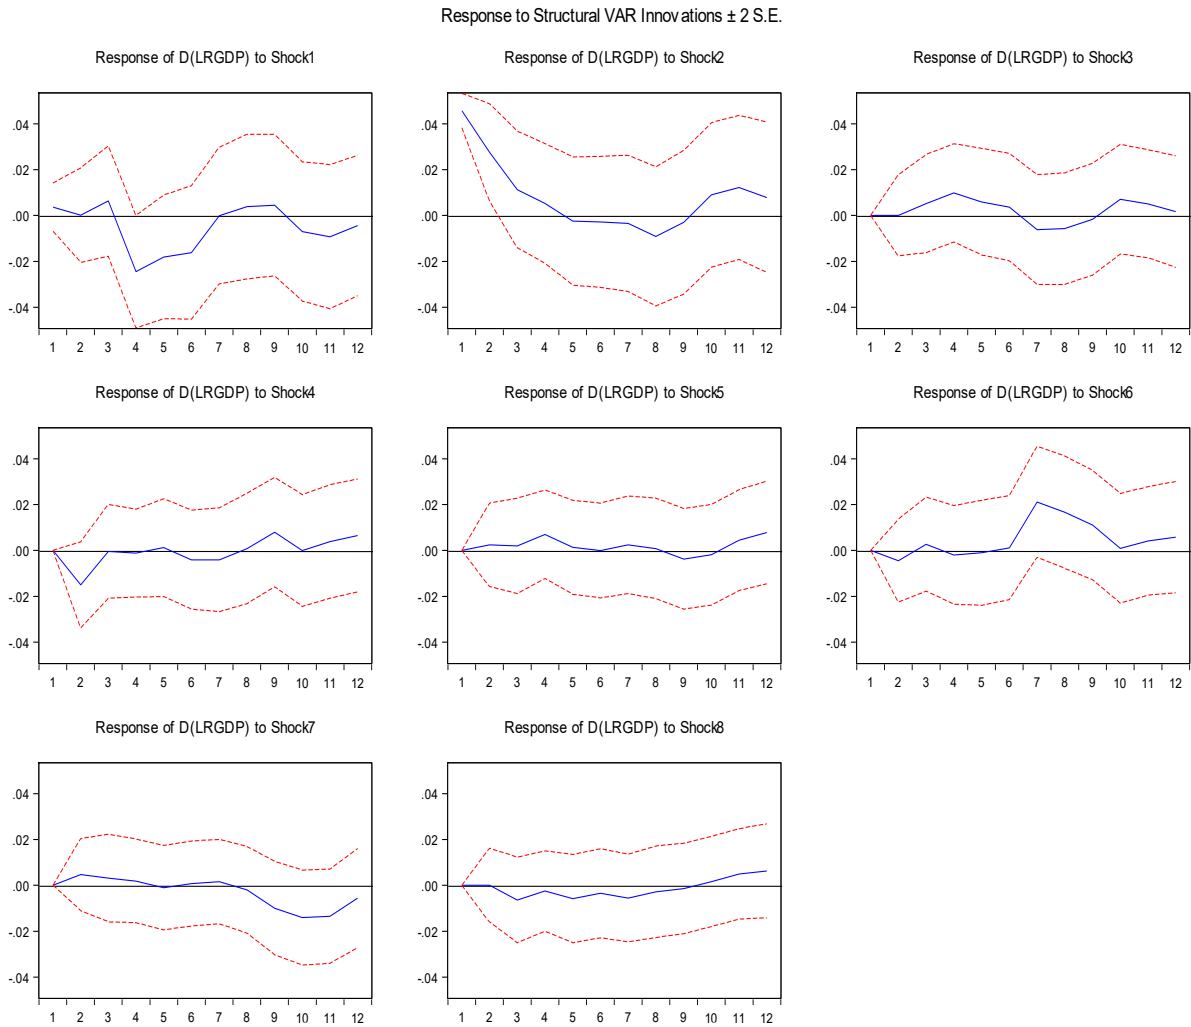 Response to Structural VAR Innovations ± 2 S.E.
Response of D(LRGDP) to Shock1
.04
.02
.00
-.02
-.04
1 2 3 4 5 6 7 8 9 10 11 12
Response of D(LRGDP) to Shock2
.04
.02
.00
-.02
-.04
1 2 3 4 5 6 7 8 9 10 11 12
Response of D(LRGDP) to Shock3
.04
.02
.00
-.02
-.04
1 2 3 4 5 6 7 8 9 10 11 12
Response of D(LRGDP) to Shock4
.04
.02
.00
-.02
-.04
1 2 3 4 5 6 7 8 9 10 11 12
Response of D(LRGDP) to Shock5
.04
.02
.00
-.02
-.04
1 2 3 4 5 6 7 8 9 10 11 12
Response of D(LRGDP) to Shock6
.04
.02
.00
-.02
-.04
1 2 3 4 5 6 7 8 9 10 11 12
Response of D(LRGDP) to Shock7
.04
.02
.00
-.02
-.04
1 2 3 4 5 6 7 8 9 10 11 12
Response of D(LRGDP) to Shock8
.04
.02
.00
-.02
-.04
1 2 3 4 5 6 7 8 9 10 11 12